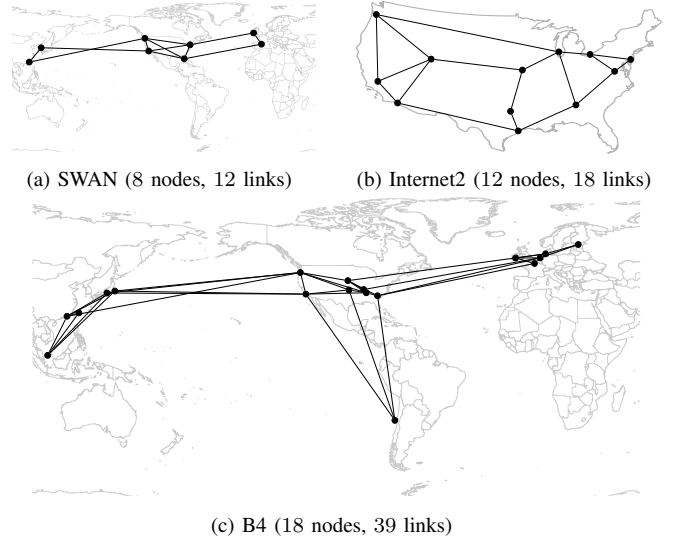 (a) SWAN (8 nodes, 12 links)
(b) Internet2 (12 nodes, 18 links)
(c) B4 (18 nodes, 39 links)